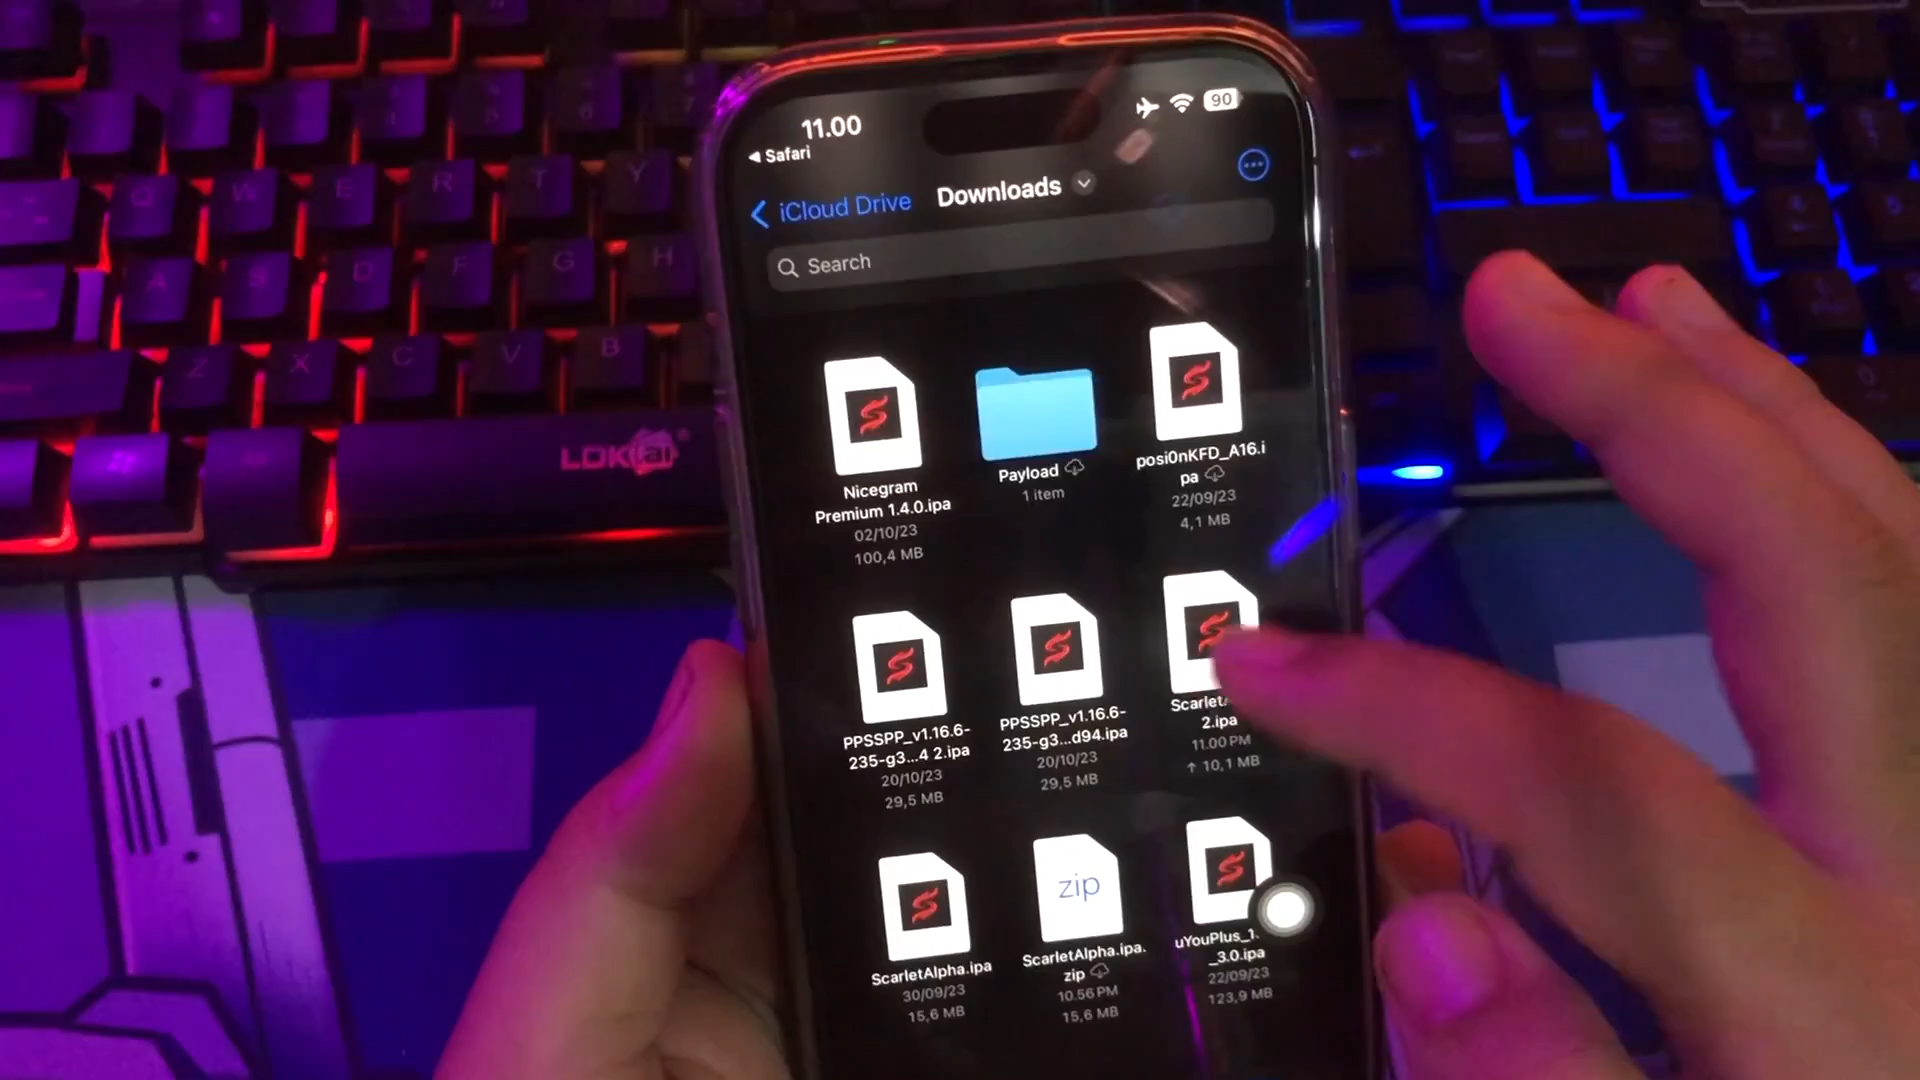 11.00
90
Safari
iCloud Drive
Downloads
Search
Nicegram
Premium 1.4.0.ipa
02/10/23
100,4 MB
Payload
1 item
posi0nKFD_A16.i
pa
22/09/23
4,1 MB
PPSSPP_v1.16.6-
235-g3...4 2.ipa
20/10/23
29,5 MB
PPSSPP_v1.16.6-
235-g3...d94.ipa
20/10/23
29,5 MB
Scarlet
2.ipa
11.00 PM
↑ 10,1 MB
ScarletAlpha.ipa
30/09/23
15,6 MB
zip
ScarletAlpha.ipa.
zip
10.56 PM
15,6 MB
uYouPlus_1.
_3.0.ipa
22/09/23
123,9 MB
Q W E R T Y
A S D F G H
Z X C V B
LDK ai